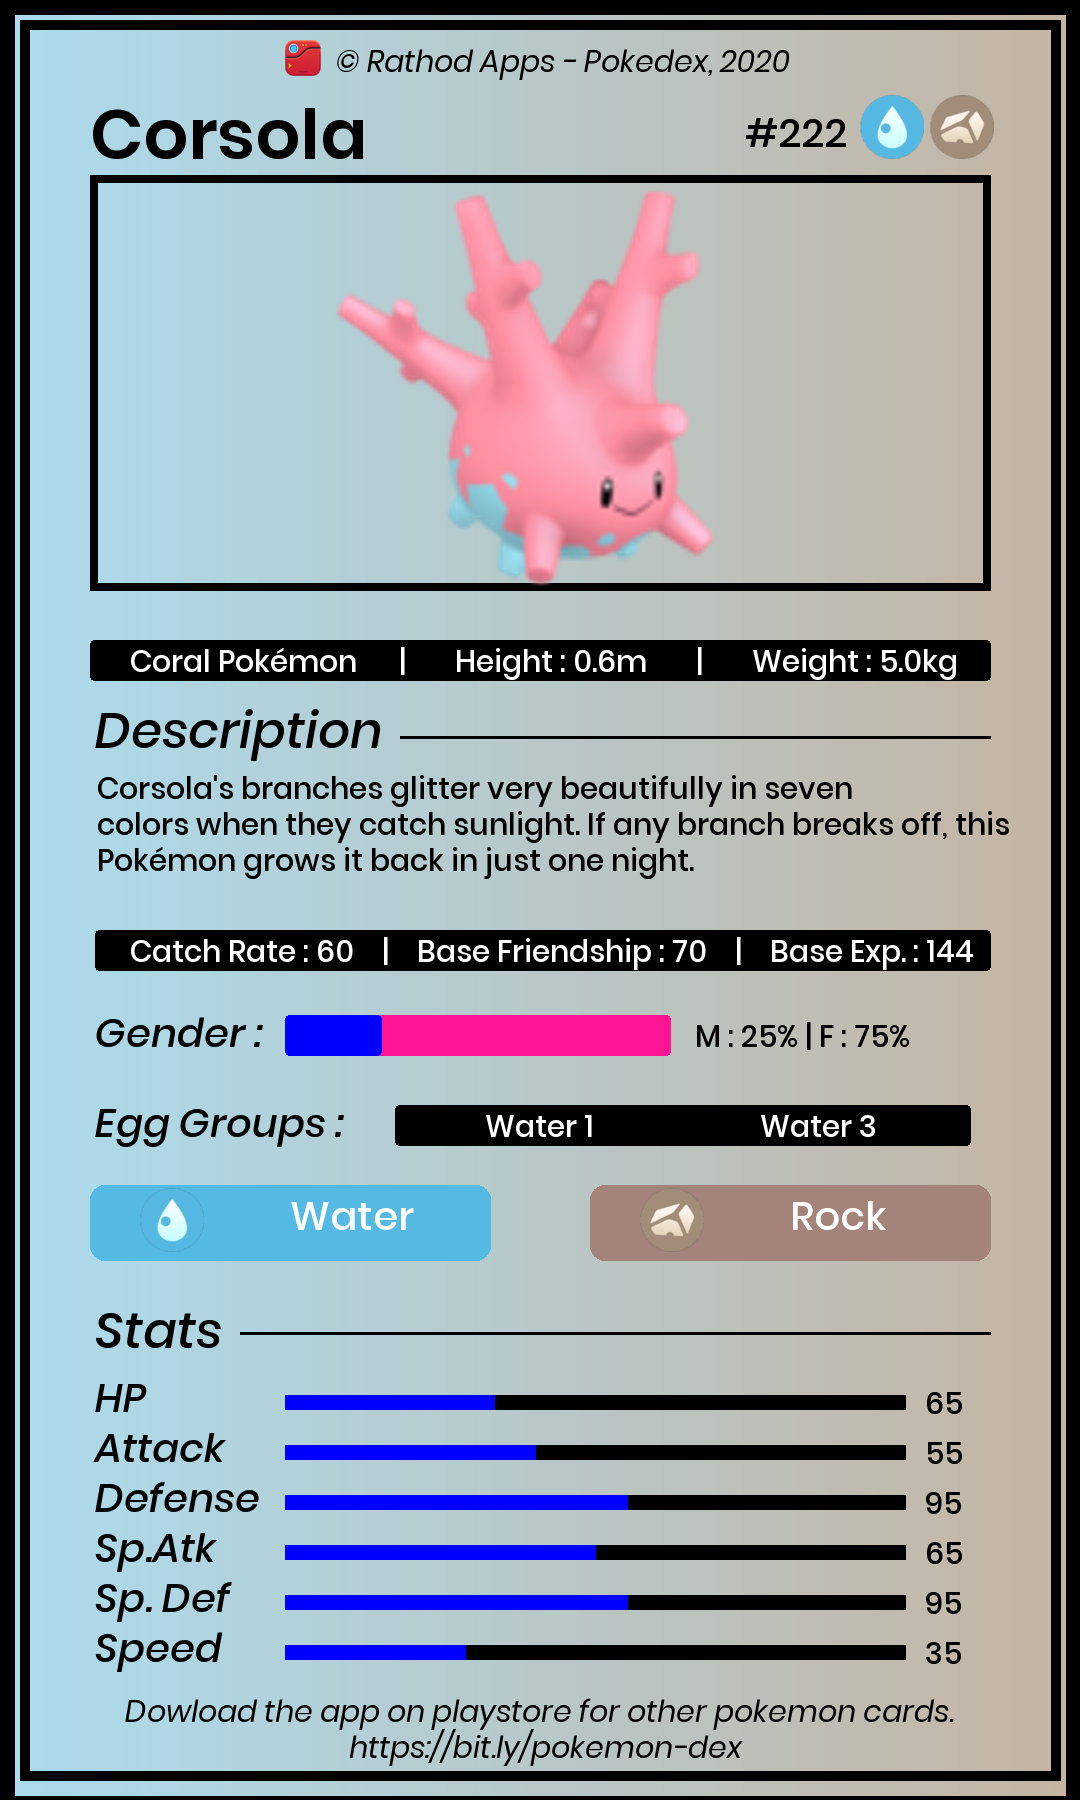 © Rathod Apps - Pokedex, 2020
Corsola #222
Coral Pokémon | Height : 0.6m | Weight : 5.0kg
Description
Corsola's branches glitter very beautifully in seven
colors when they catch sunlight. If any branch breaks off, this
Pokémon grows it back in just one night.
Catch Rate : 60 | Base Friendship : 70 | Base Exp. : 144
Gender : M : 25% | F : 75%
Egg Groups : Water 1 Water 3
Water Rock
Stats
HP 65
Attack 55
Defense 95
Sp.Atk 65
Sp. Def 95
Speed 35
Dowload the app on playstore for other pokemon cards.
https://bit.ly/pokemon-dex